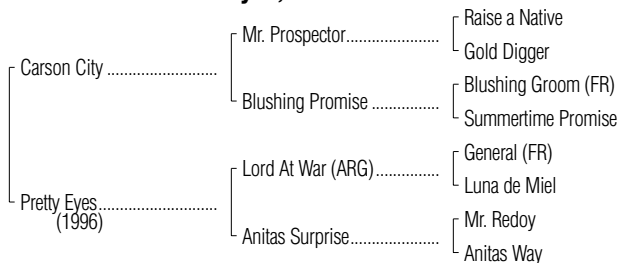 Raise a Native
Mr. Prospector......................
Gold Digger
Carson City ..........................
Blushing Groom (FR)
Blushing Promise ................
Summertime Promise
General (FR)
Lord At War (ARG)...............
Luna de Miel
Pretty Eyes............................
(1996)
Mr. Redoy
Anitas Surprise.....................
Anitas Way